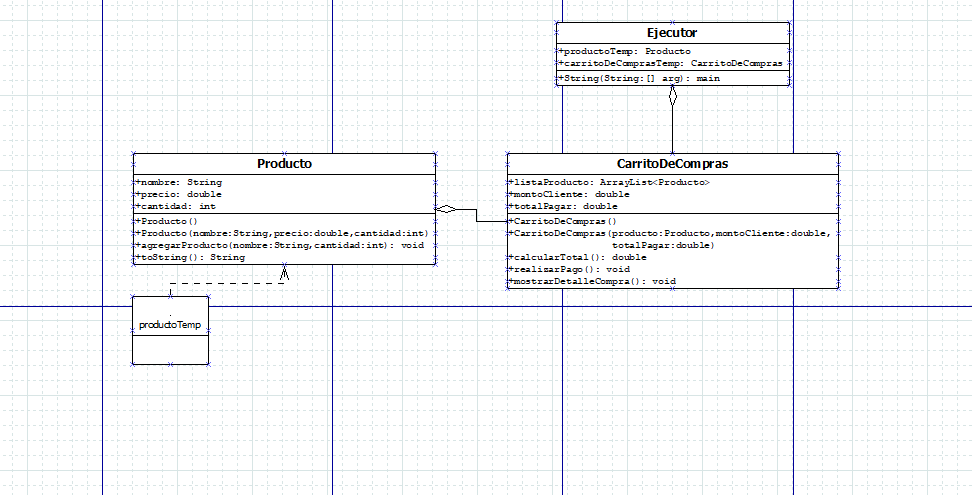 Ejecutor
+productoTemp: Producto
+carritoDeComprasTemp: CarritoDeCompras
+String(String:[] arg): main
Producto
+nombre: String
+precio: double
+cantidad: int
+Producto()
+Producto(nombre:String,precio:double,cantidad:int)
+agregarProducto(nombre:String,cantidad:int): void
+toString(): String
CarritoDeCompras
+listaProducto: ArrayList<Producto>
+montoCliente: double
+totalPagar: double
+CarritoDeCompras()
+CarritoDeCompras(producto:Producto,montoCliente:double,
totalPagar:double)
+calcularTotal(): double
+realizarPago(): void
+mostrarDetalleCompra(): void
productoTemp